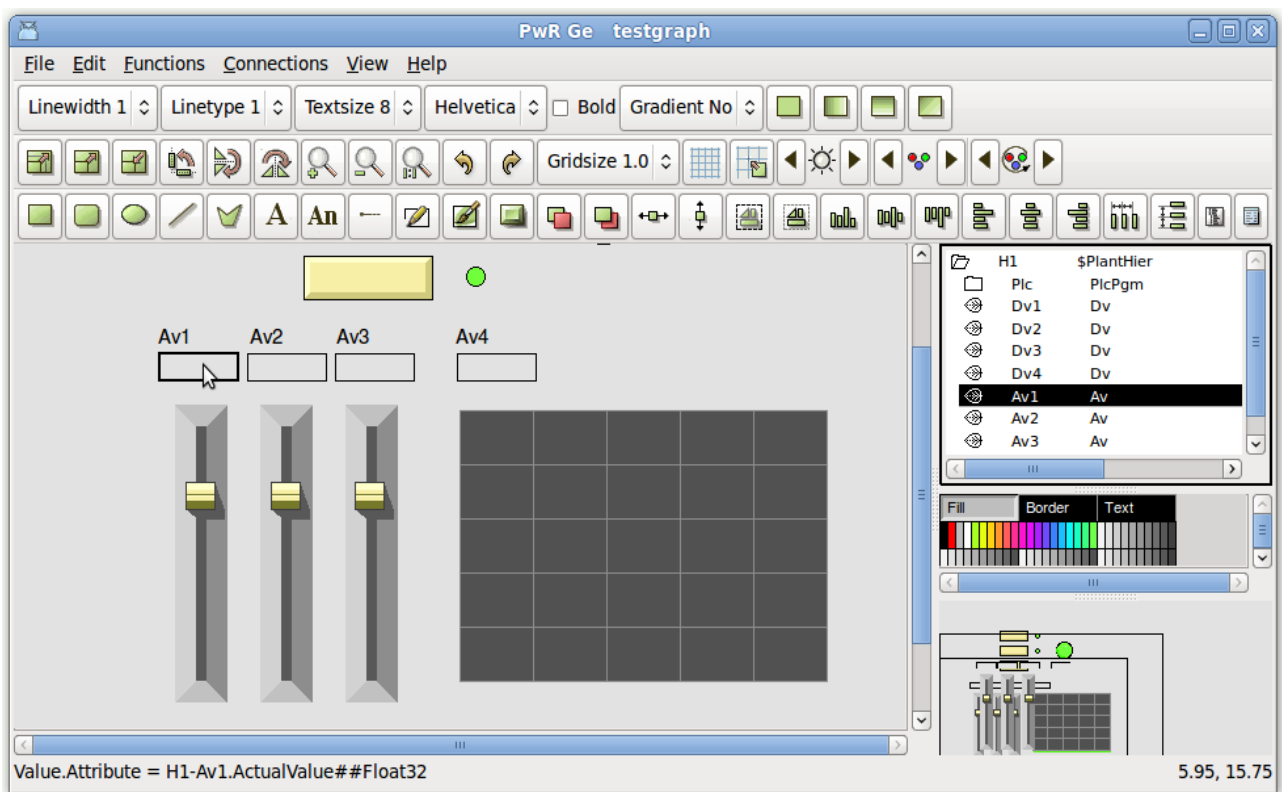 PwR Ge testgraph
File Edit Functions Connections View Help
Linewidth 1 Linetype 1 Textsize 8 Helvetica Bold Gradient No
1:1 Gridsize 1.0
A An
Av1 Av2 Av3 Av4
H1 $PlantHier
Plc PlcPgm
Dv1 Dv
Dv2 Dv
Dv3 Dv
Dv4 Dv
Av1 Av
Av2 Av
Av3 Av
Fill Border Text
Value.Attribute = H1-Av1.ActualValue##Float32 5.95, 15.75